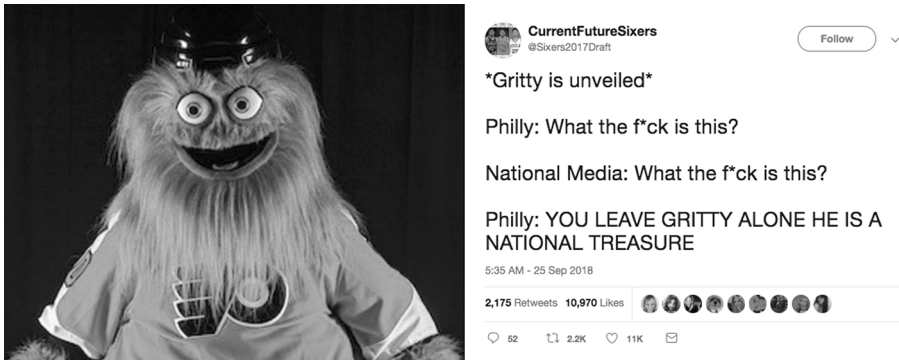 CurrentFutureSixers
@Sixers2017Draft
Follow
*Gritty is unveiled*
Philly: What the f*ck is this?
National Media: What the f*ck is this?
Philly: YOU LEAVE GRITTY ALONE HE IS A
NATIONAL TREASURE
5:35 AM - 25 Sep 2018
2,175 Retweets 10,970 Likes
52 2.2K 11K